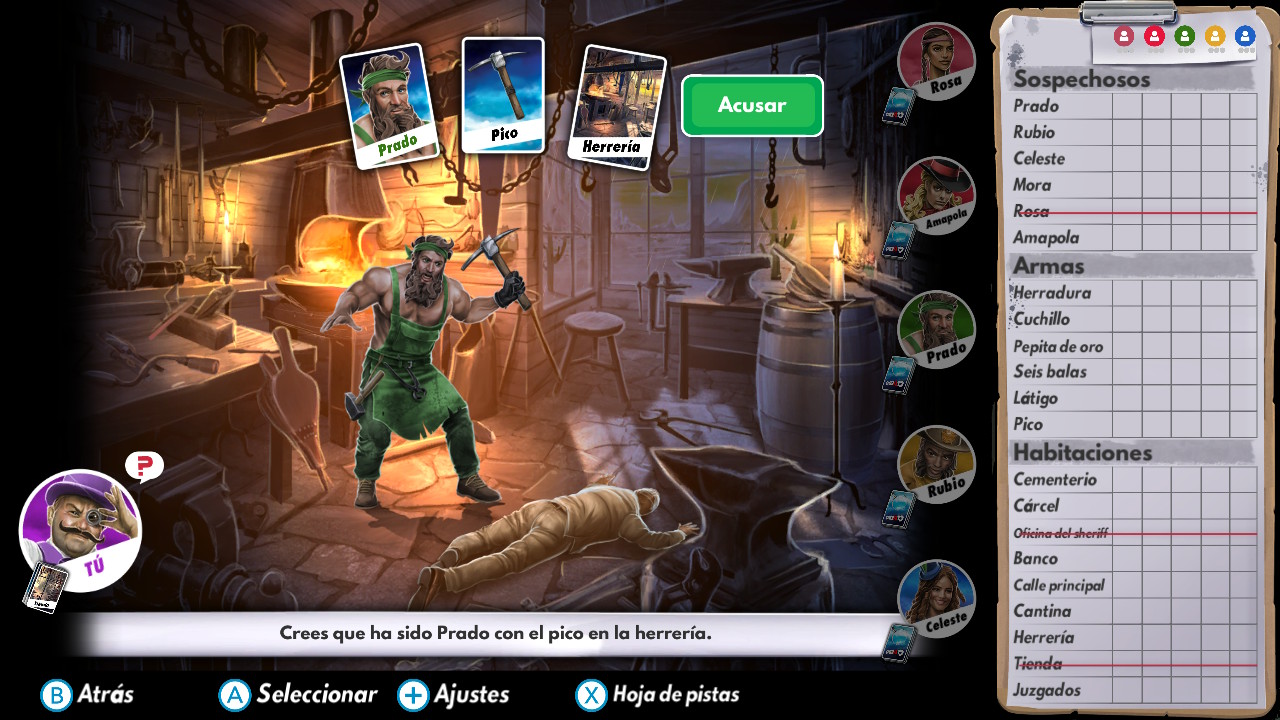 Prado
Pico
Herrería
Acusar
Rosa
Amapola
Prado
Rubio
Celeste
?
TÚ
Crees que ha sido Prado con el pico en la herrería.
B Atrás
A Seleccionar
+ Ajustes
X Hoja de pistas
Sospechosos
Prado
Rubio
Celeste
Mora
Rosa
Amapola
Armas
Herradura
Cuchillo
Pepita de oro
Seis balas
Látigo
Pico
Habitaciones
Cementerio
Cárcel
Oficina del sheriff
Banco
Calle principal
Cantina
Herrería
Tienda
Juzgados